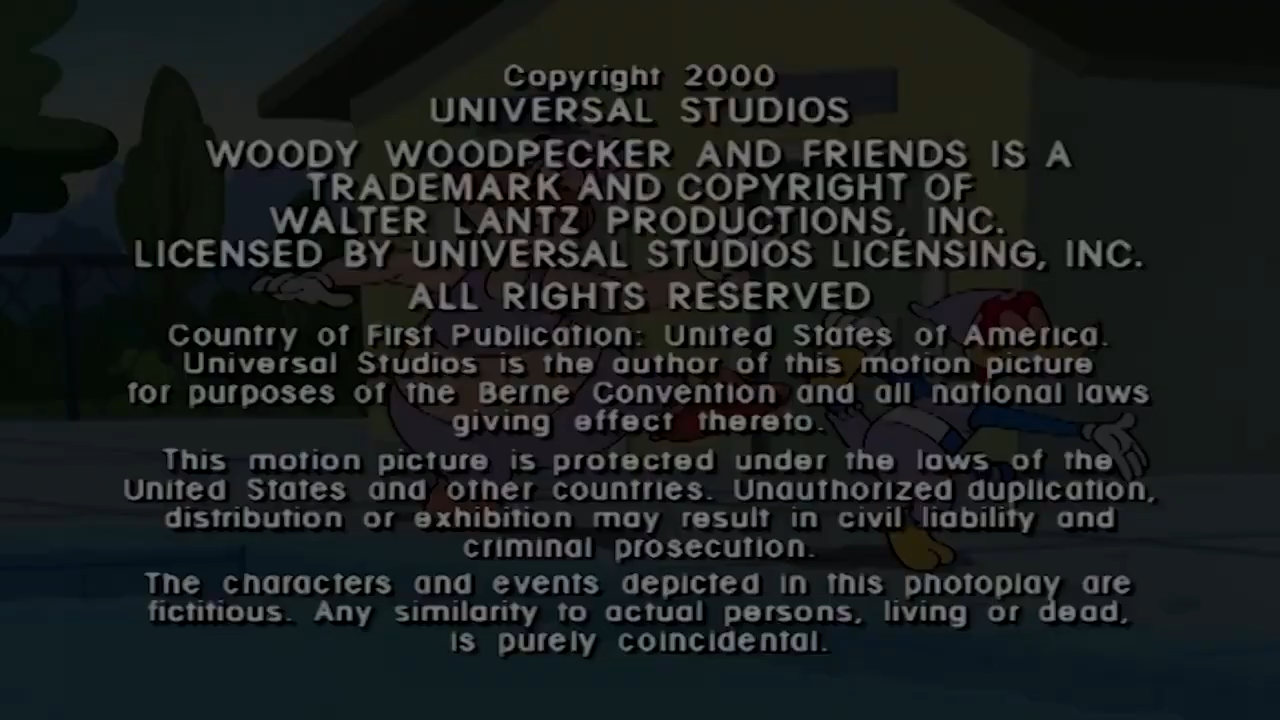 Copyright 2000
UNIVERSAL STUDIOS
WOODY WOODPECKER AND FRIENDS IS A
TRADEMARK AND COPYRIGHT OF
WALTER LANTZ PRODUCTIONS, INC.
LICENSED BY UNIVERSAL STUDIOS LICENSING, INC.
ALL RIGHTS RESERVED
Country of First Publication: United States of America.
Universal Studios is the author of this motion picture
for purposes of the Berne Convention and all national laws
giving effect thereto.
This motion picture is protected under the laws of the
United States and other countries. Unauthorized duplication,
distribution or exhibition may result in civil liability and
criminal prosecution.
The characters and events depicted in this photoplay are
fictitious. Any similarity to actual persons, living or dead,
is purely coincidental.